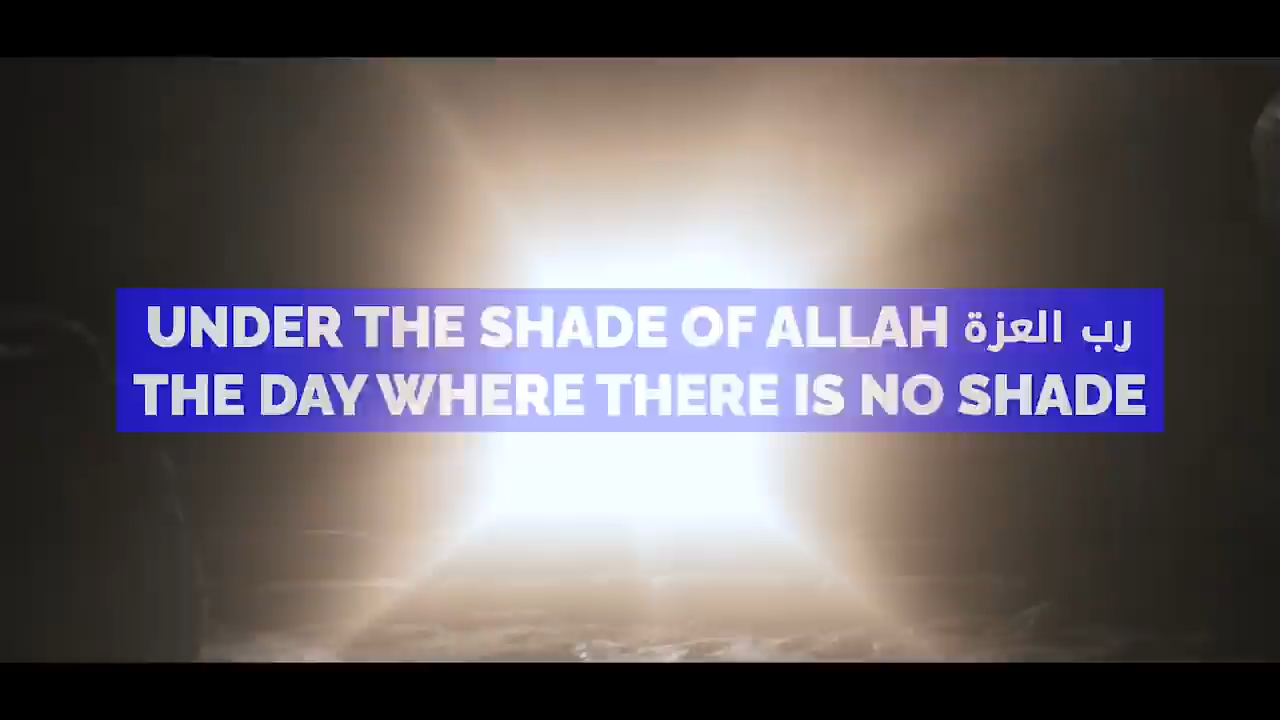 UNDER THE SHADE OF ALLAH رب العزة
THE DAY WHERE THERE IS NO SHADE